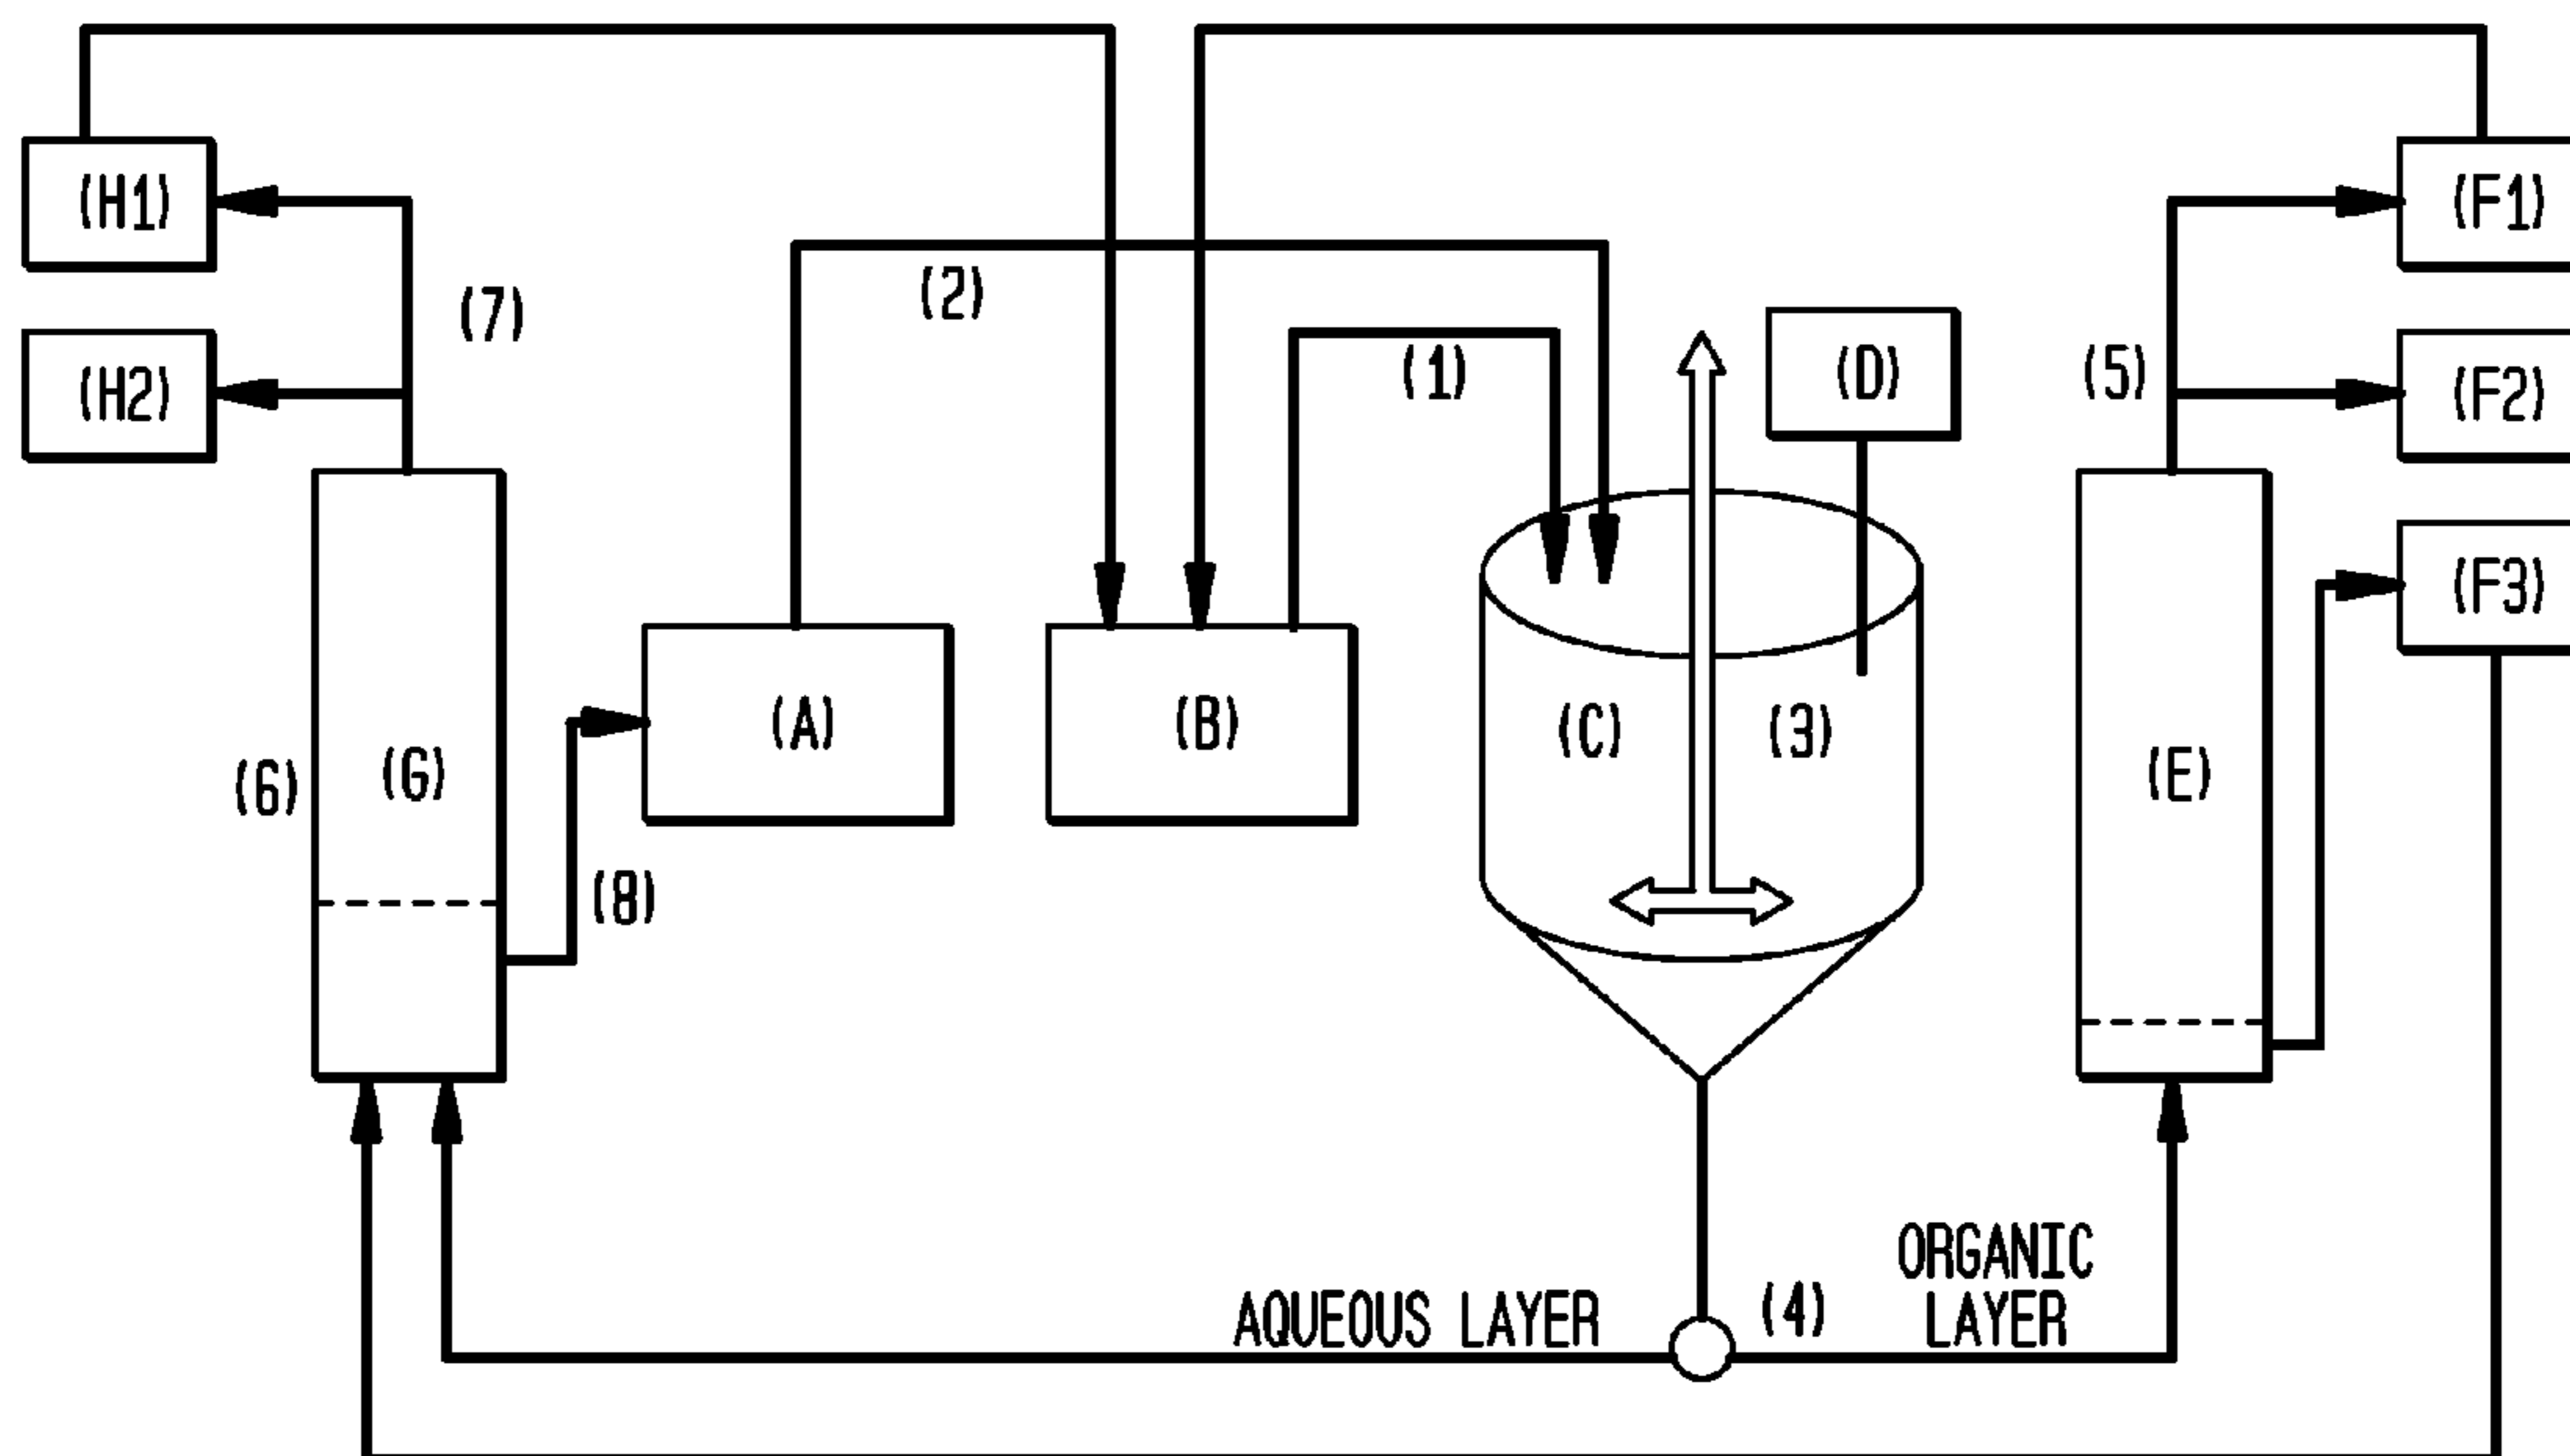 (H1)
(F1)
(2)
(7)
(1)
(D)
(5)
(H2)
(F2)
(F3)
(A)
(B)
(C)
(3)
(6)
(G)
(E)
(8)
ORGANIC
AQUEOUS LAYER
(4)
LAYER